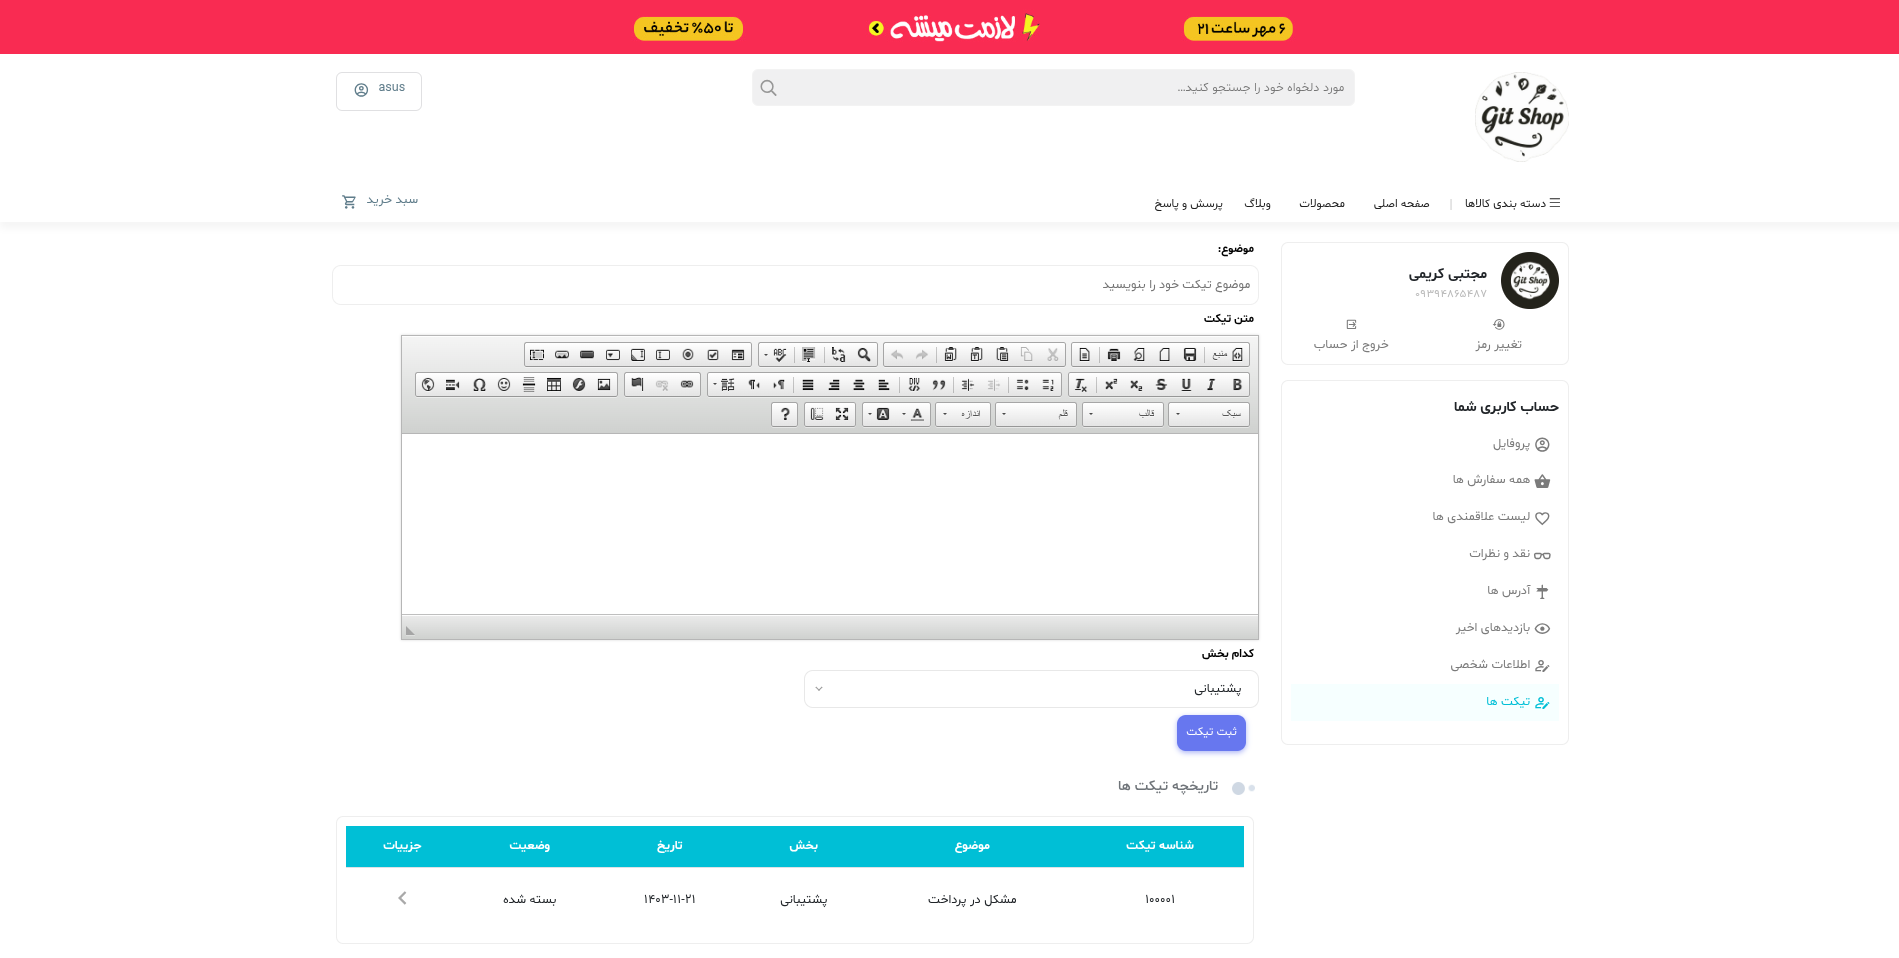 ۶ مهر ساعت ۲۱
لازمت میشه
تا ۵۰% تخفیف
Git Shop
مورد دلخواه خود را جستجو کنید...
asus
دسته بندی کالاها | صفحه اصلی محصولات وبلاگ پرسش و پاسخ
سبد خرید
Git Shop
مجتبی کریمی
۰۹۳۹۴۸۶۵۴۸۷
تغییر رمز
خروج از حساب
حساب کاربری شما
پروفایل
همه سفارش ها
لیست علاقمندی ها
نقد و نظرات
آدرس ها
بازدیدهای اخیر
اطلاعات شخصی
تیکت ها
موضوع:
موضوع تیکت خود را بنویسید
متن تیکت
منبع
سبک قالب قلم اندازه
کدام بخش
پشتیبانی
ثبت تیکت
تاریخچه تیکت ها
شناسه تیکت موضوع بخش تاریخ وضعیت جزییات
۱۰۰۰۰۱ مشکل در پرداخت پشتیبانی ۱۴۰۳-۱۱-۲۱ بسته شده